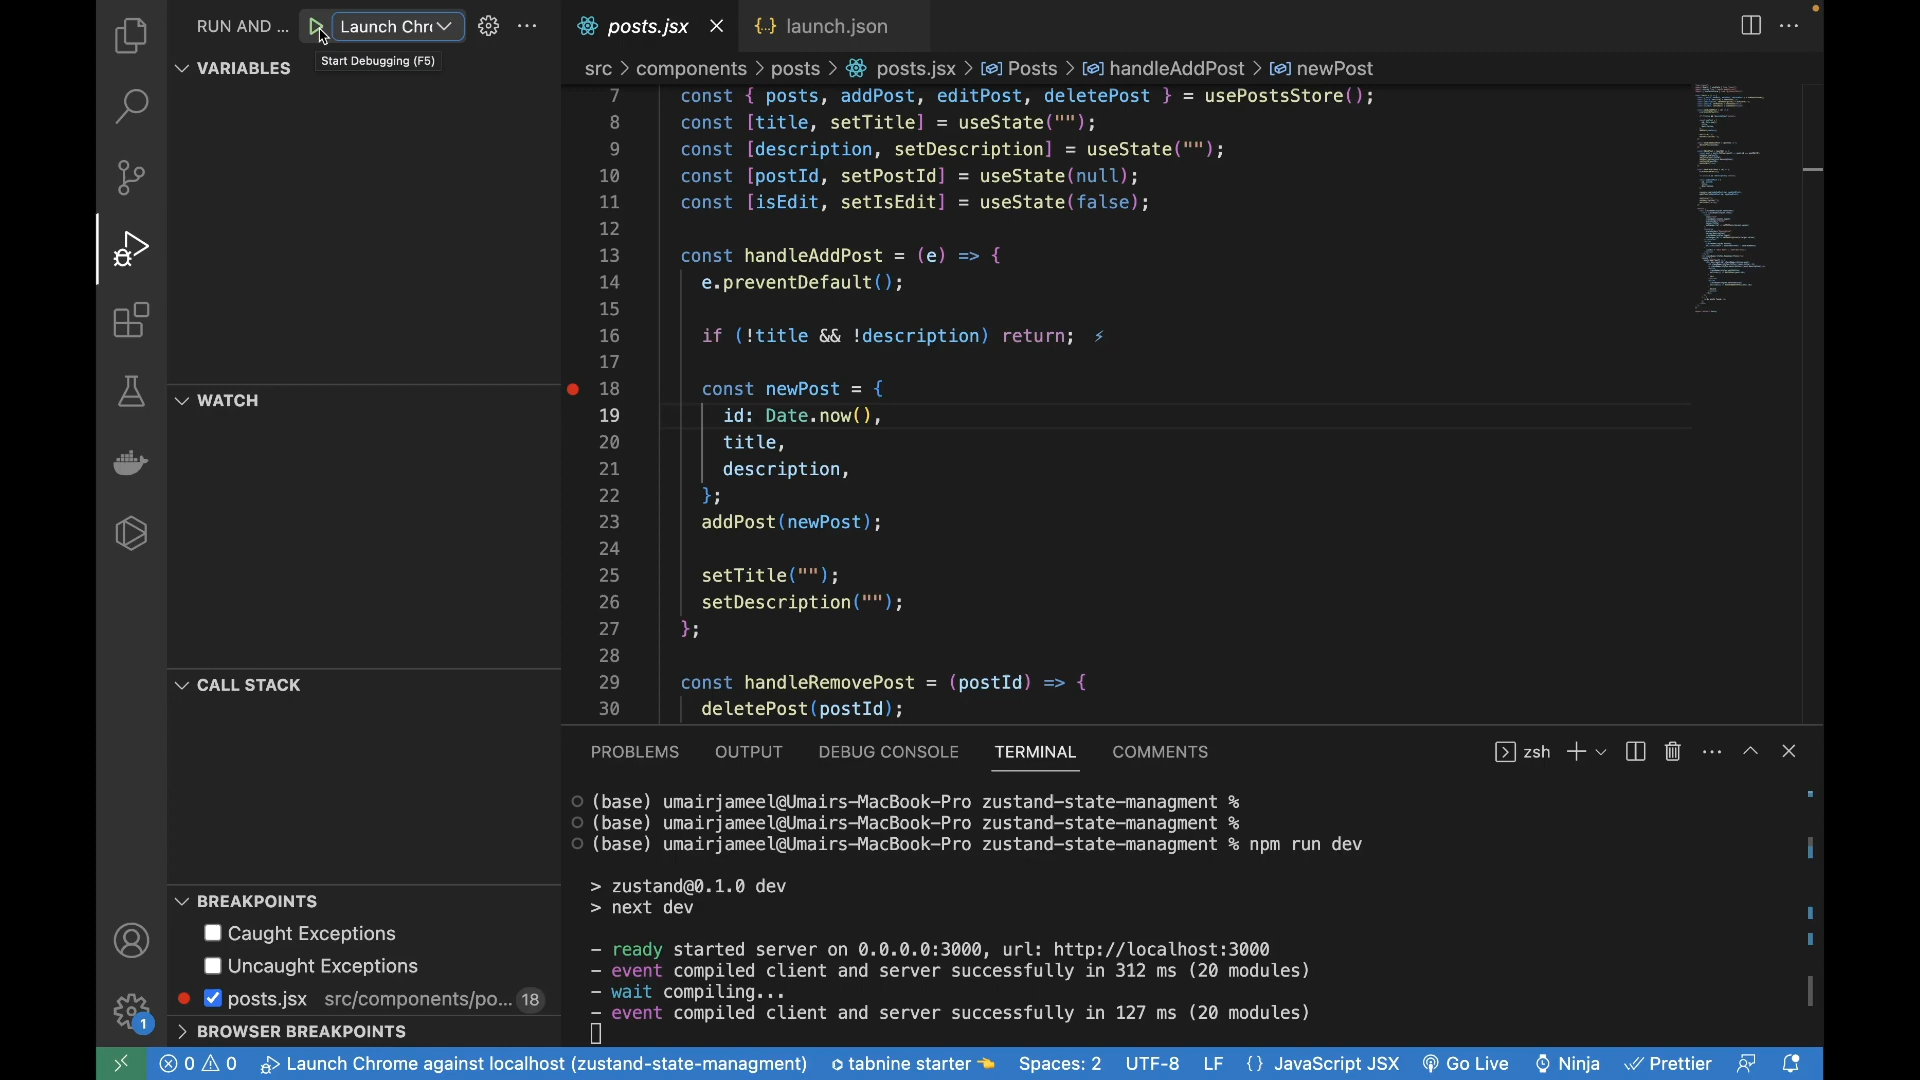 RUN AND ...
Launch Chr
Start Debugging (F5)
posts.jsx
{..} launch.json
VARIABLES
src > components > posts > posts.jsx > Posts > handleAddPost > newPost
7 const { posts, addPost, editPost, deletePost } = usePostsStore();
8 const [title, setTitle] = useState("");
9 const [description, setDescription] = useState("");
10 const [postId, setPostId] = useState(null);
11 const [isEdit, setIsEdit] = useState(false);
12
13 const handleAddPost = (e) => {
14 e.preventDefault();
15
16 if (!title && !description) return; ⚡
17
18 const newPost = {
19 id: Date.now(),
20 title,
21 description,
22 };
23 addPost(newPost);
24
25 setTitle("");
26 setDescription("");
27 };
28
29 const handleRemovePost = (postId) => {
30 deletePost(postId);
WATCH
CALL STACK
BREAKPOINTS
Caught Exceptions
Uncaught Exceptions
posts.jsx src/components/po... 18
BROWSER BREAKPOINTS
1
PROBLEMS OUTPUT DEBUG CONSOLE TERMINAL COMMENTS
zsh
(base) umairjameel@Umairs-MacBook-Pro zustand-state-managment %
(base) umairjameel@Umairs-MacBook-Pro zustand-state-managment %
(base) umairjameel@Umairs-MacBook-Pro zustand-state-managment % npm run dev
> zustand@0.1.0 dev
> next dev
- ready started server on 0.0.0.0:3000, url: http://localhost:3000
- event compiled client and server successfully in 312 ms (20 modules)
- wait compiling...
- event compiled client and server successfully in 127 ms (20 modules)
0 0 Launch Chrome against localhost (zustand-state-managment) tabnine starter 👈 Spaces: 2 UTF-8 LF {} JavaScript JSX Go Live Ninja Prettier